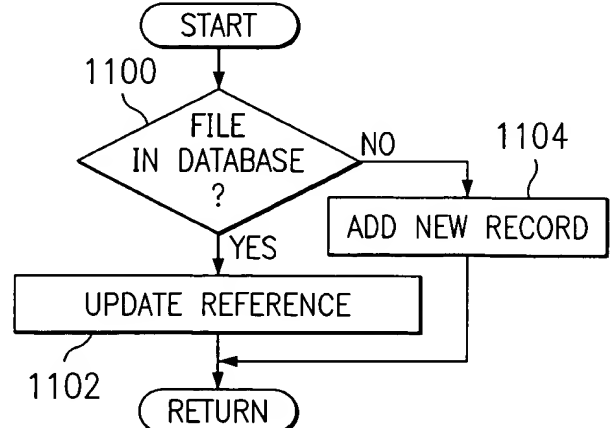 START
1100
FILE
IN DATABASE
?
NO
1104
ADD NEW RECORD
YES
UPDATE REFERENCE
1102
RETURN